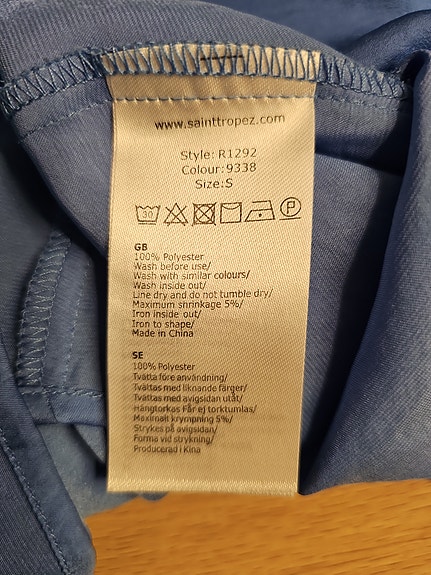 www.sainttropez.com
Style: R1292
Colour: 9338
Size: S
30 P
GB
100% Polyester
Wash before use/
Wash with similar colours/
Wash inside out/
Line dry and do not tumble dry/
Maximum shrinkage 5%/
Iron inside out/
Iron to shape/
Made in China
SE
100% Polyester
Tvätta före användning/
Tvättas med liknande färger/
Tvättas med avigsidan utåt/
Hängtorkas Får ej torktumlas/
Maximalt krympning 5%/
Strykes på avigsidan/
Forma vid strykning/
Producerad i Kina